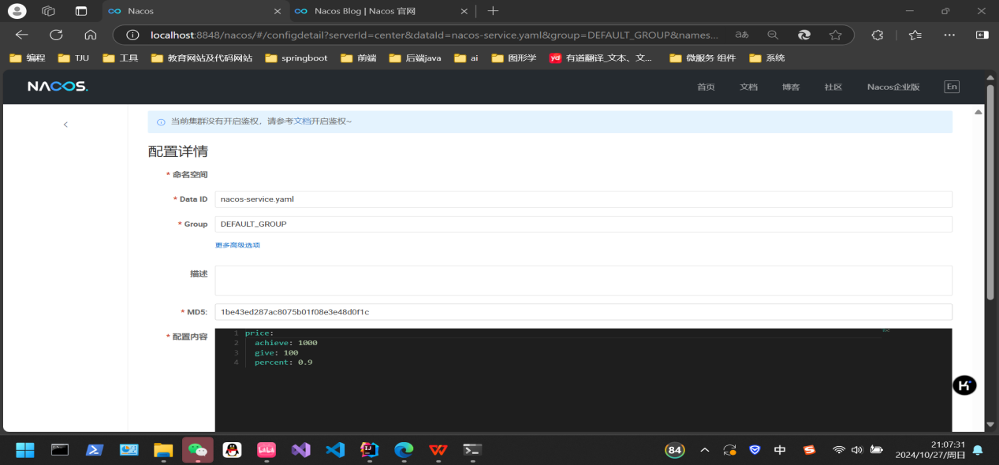 Nacos
Nacos Blog | Nacos 官网
localhost:8848/nacos/#/configdetail?serverId=center&dataId=nacos-service.yaml&group=DEFAULT_GROUP&names...
编程 TJU 工具 教育网站及代码网站 springboot 前端 后端java ai 图形学 yd 有道翻译_文本、文... 微服务 组件 系统
NACOS. 首页 文档 博客 社区 Nacos企业版 En
当前集群没有开启鉴权，请参考文档开启鉴权~
配置详情
* 命名空间
* Data ID nacos-service.yaml
* Group DEFAULT_GROUP
更多高级选项
描述
* MD5: 1be43ed287ac8075b01f08e3e48d0f1c
* 配置内容
1 price:
2 achieve: 1000
3 give: 100
4 percent: 0.9
84 中 21:07:31
2024/10/27/周日